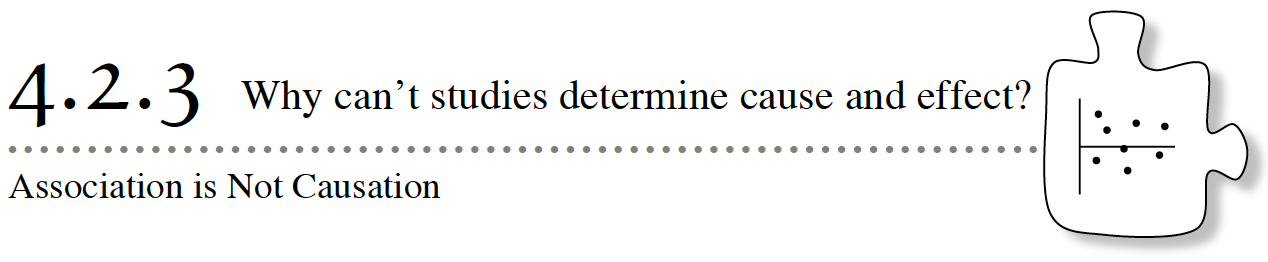 4.2.3 Why can’t studies determine cause and effect?
Association is Not Causation